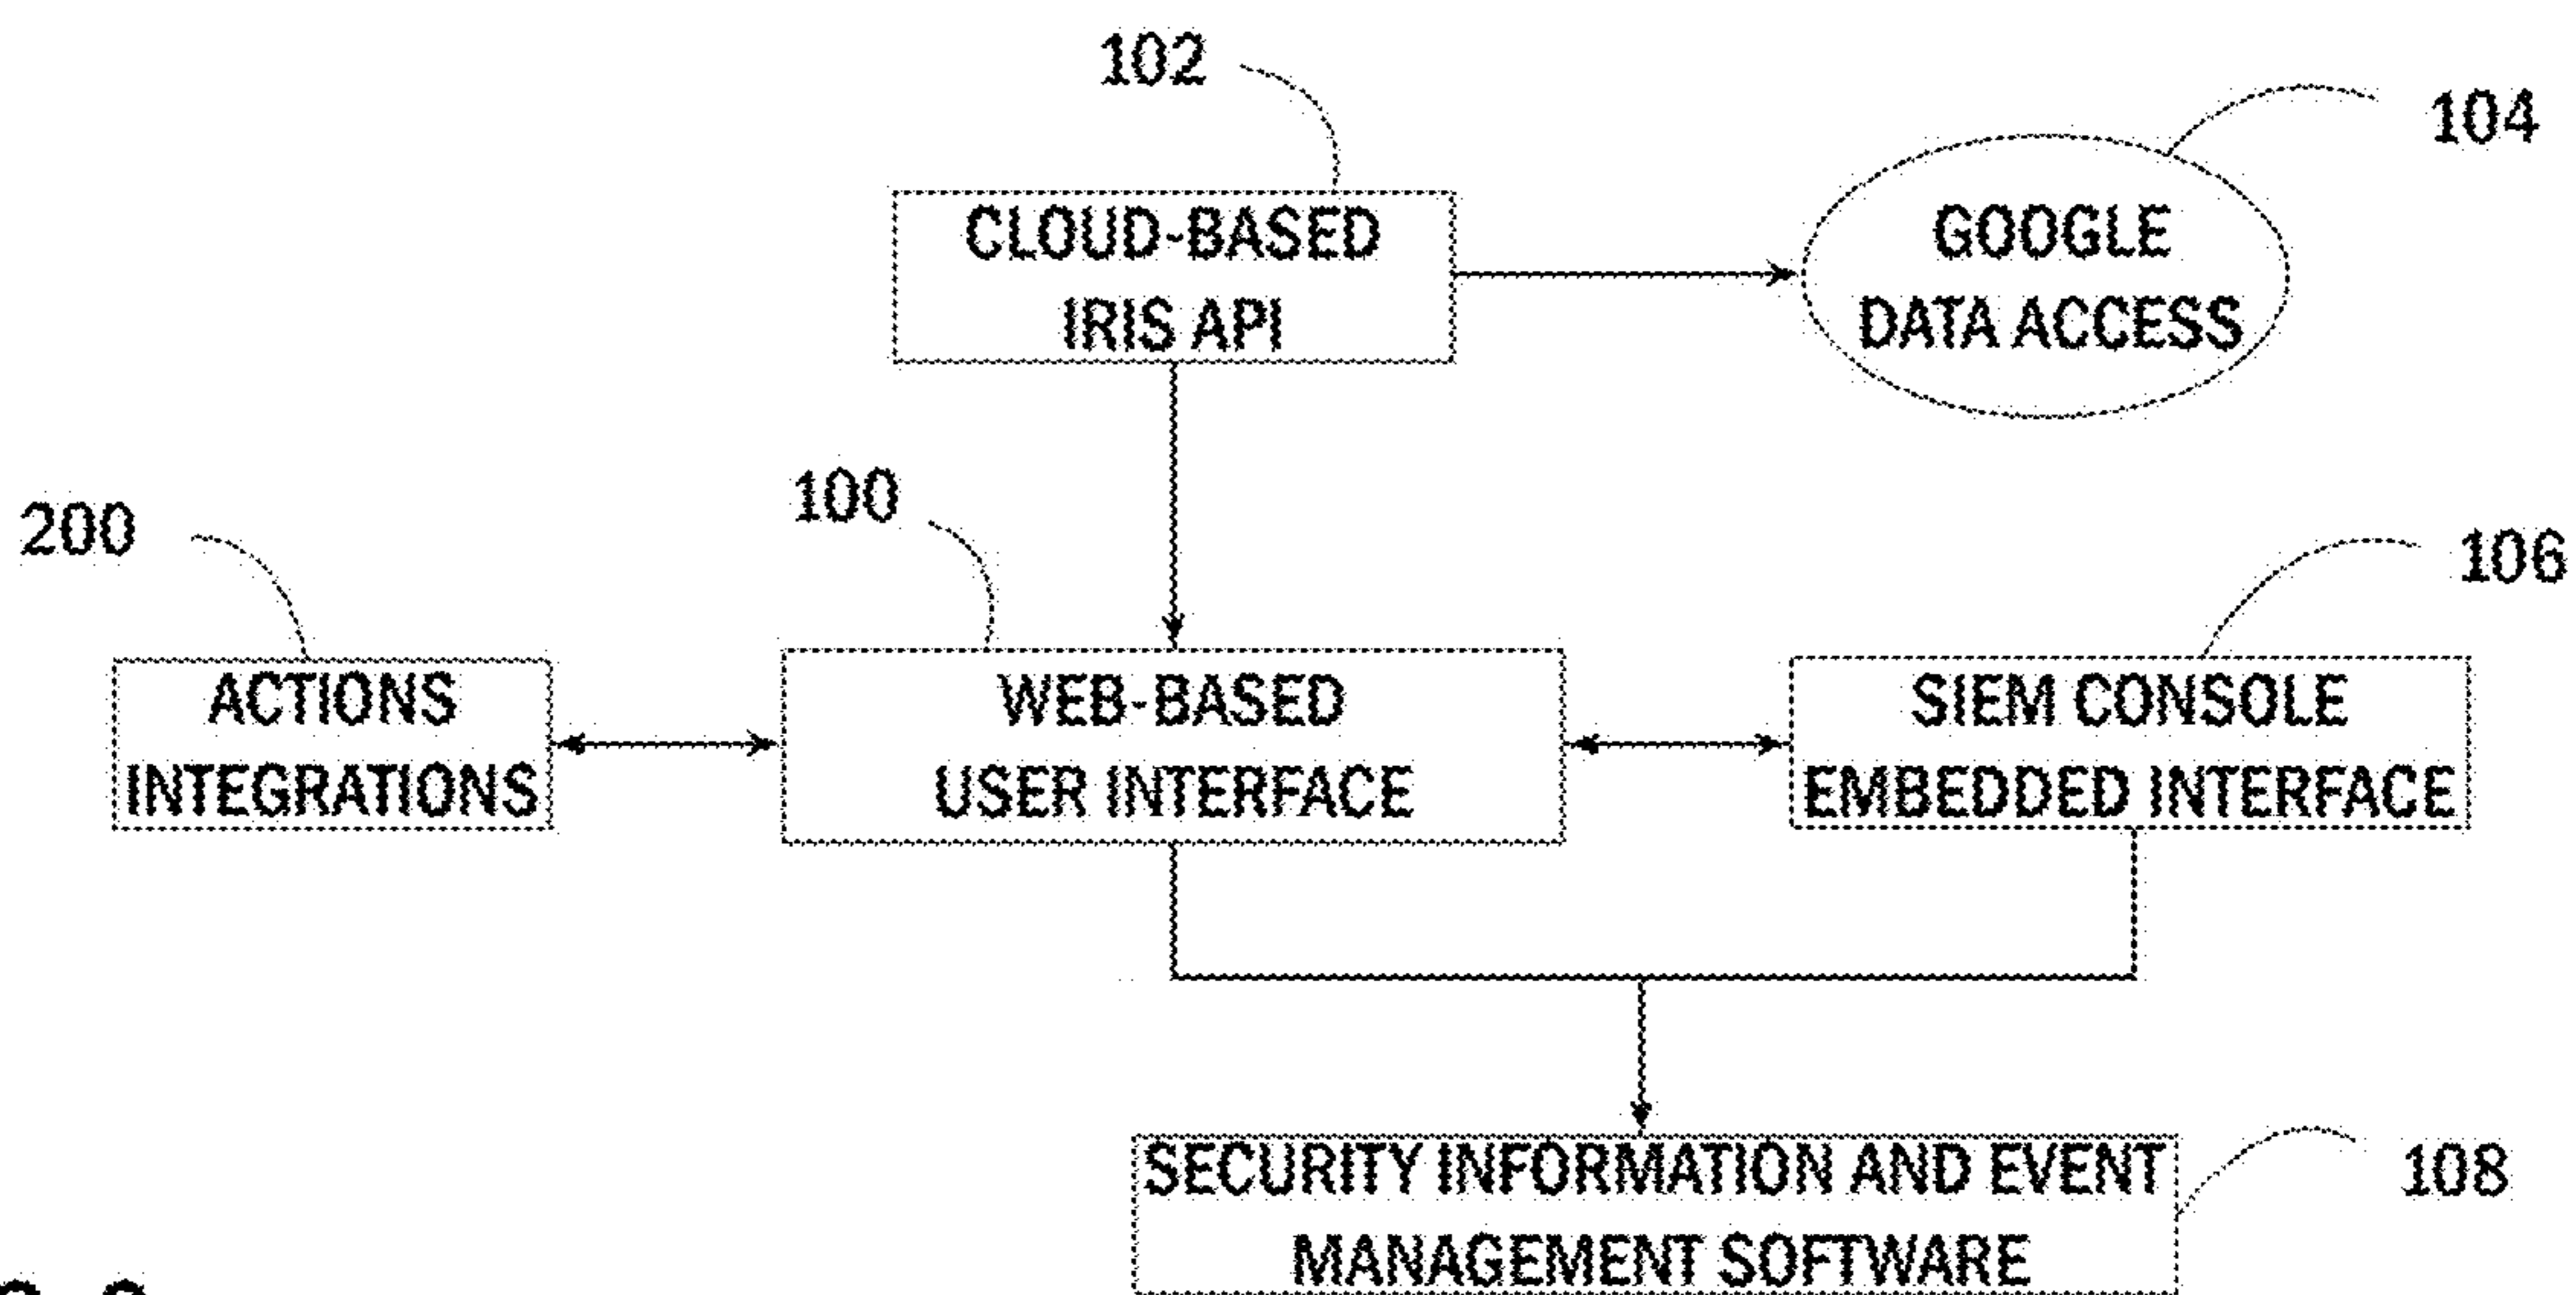 102
104
CLOUD-BASED
IRIS API
GOOGLE
DATA ACCESS
200
100
106
ACTIONS
INTEGRATIONS
WEB-BASED
USER INTERFACE
SIEM CONSOLE
EMBEDDED INTERFACE
SECURITY INFORMATION AND EVENT
MANAGEMENT SOFTWARE
108